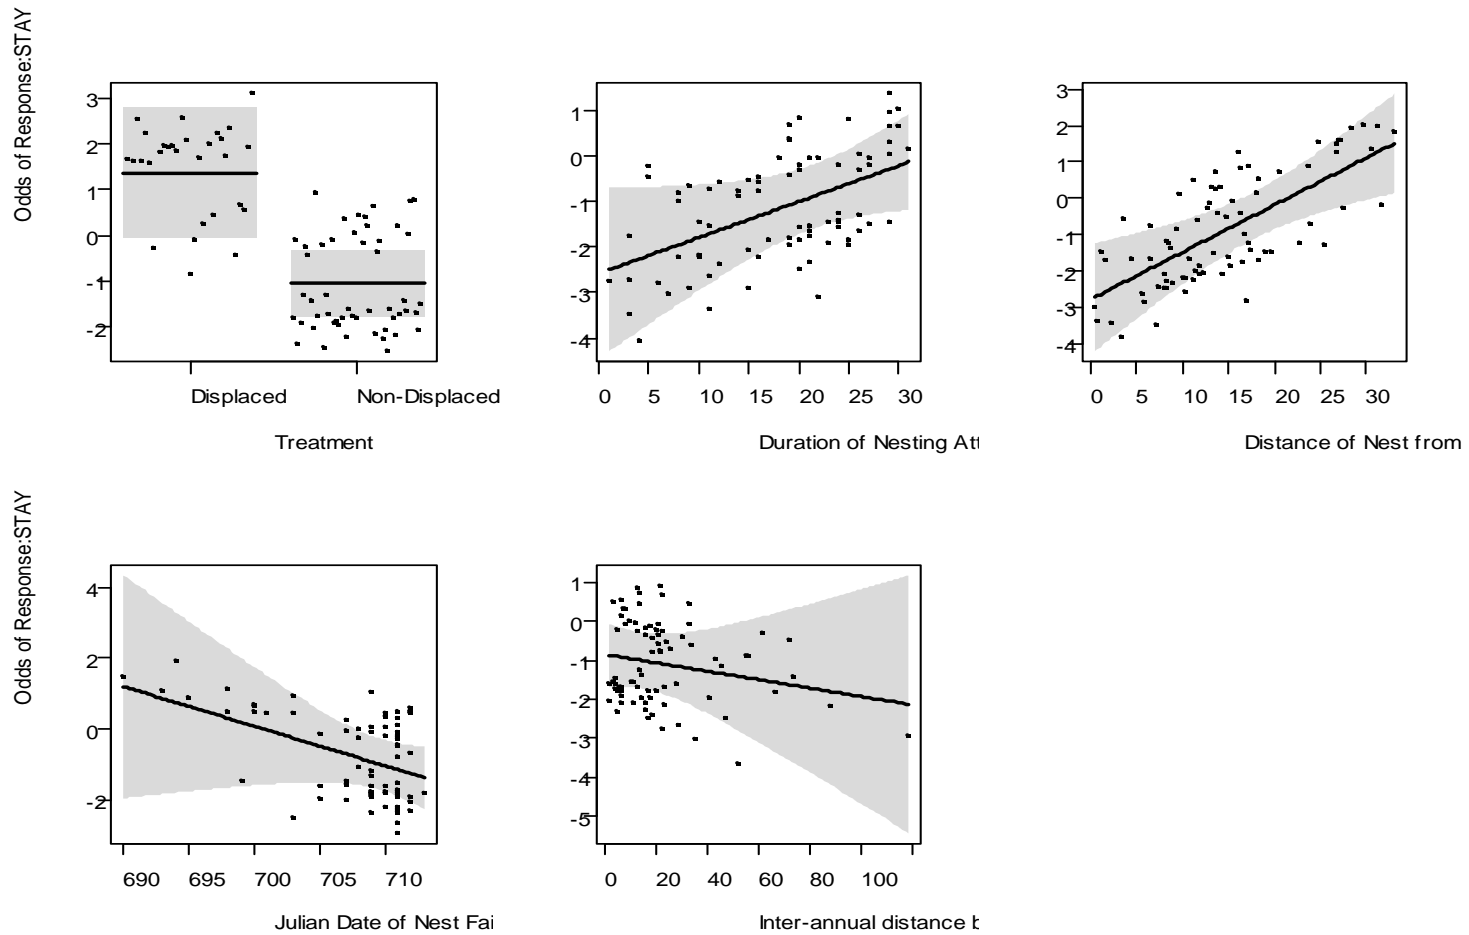 Odds of Response:STAY
3
2
1
0
-1
-2
Displaced Non-Displaced
Treatment
1
0
-1
-2
-3
-4
0 5 10 15 20 25 30
Duration of Nesting Att
3
2
1
0
-1
-2
-3
-4
0 5 10 15 20 25 30
Distance of Nest from
Odds of Response:STAY
4
2
0
-2
690 695 700 705 710
Julian Date of Nest Fai
1
0
-1
-2
-3
-4
-5
0 20 40 60 80 100
Inter-annual distance b